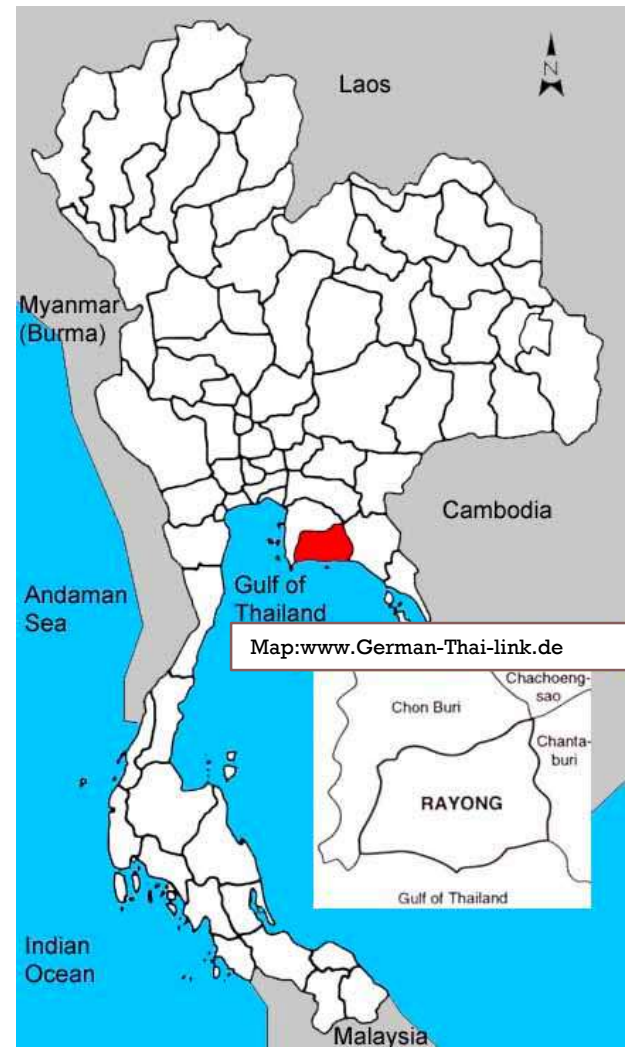 N
Laos
Myanmar
(Burma)
Cambodia
Andaman
Sea
Gulf of
Thailand
Map:www.German-Thai-link.de
Chachoeng-
sao
Chon Buri
Chanta-
buri
RAYONG
Gulf of Thailand
Indian
Ocean
Malaysia